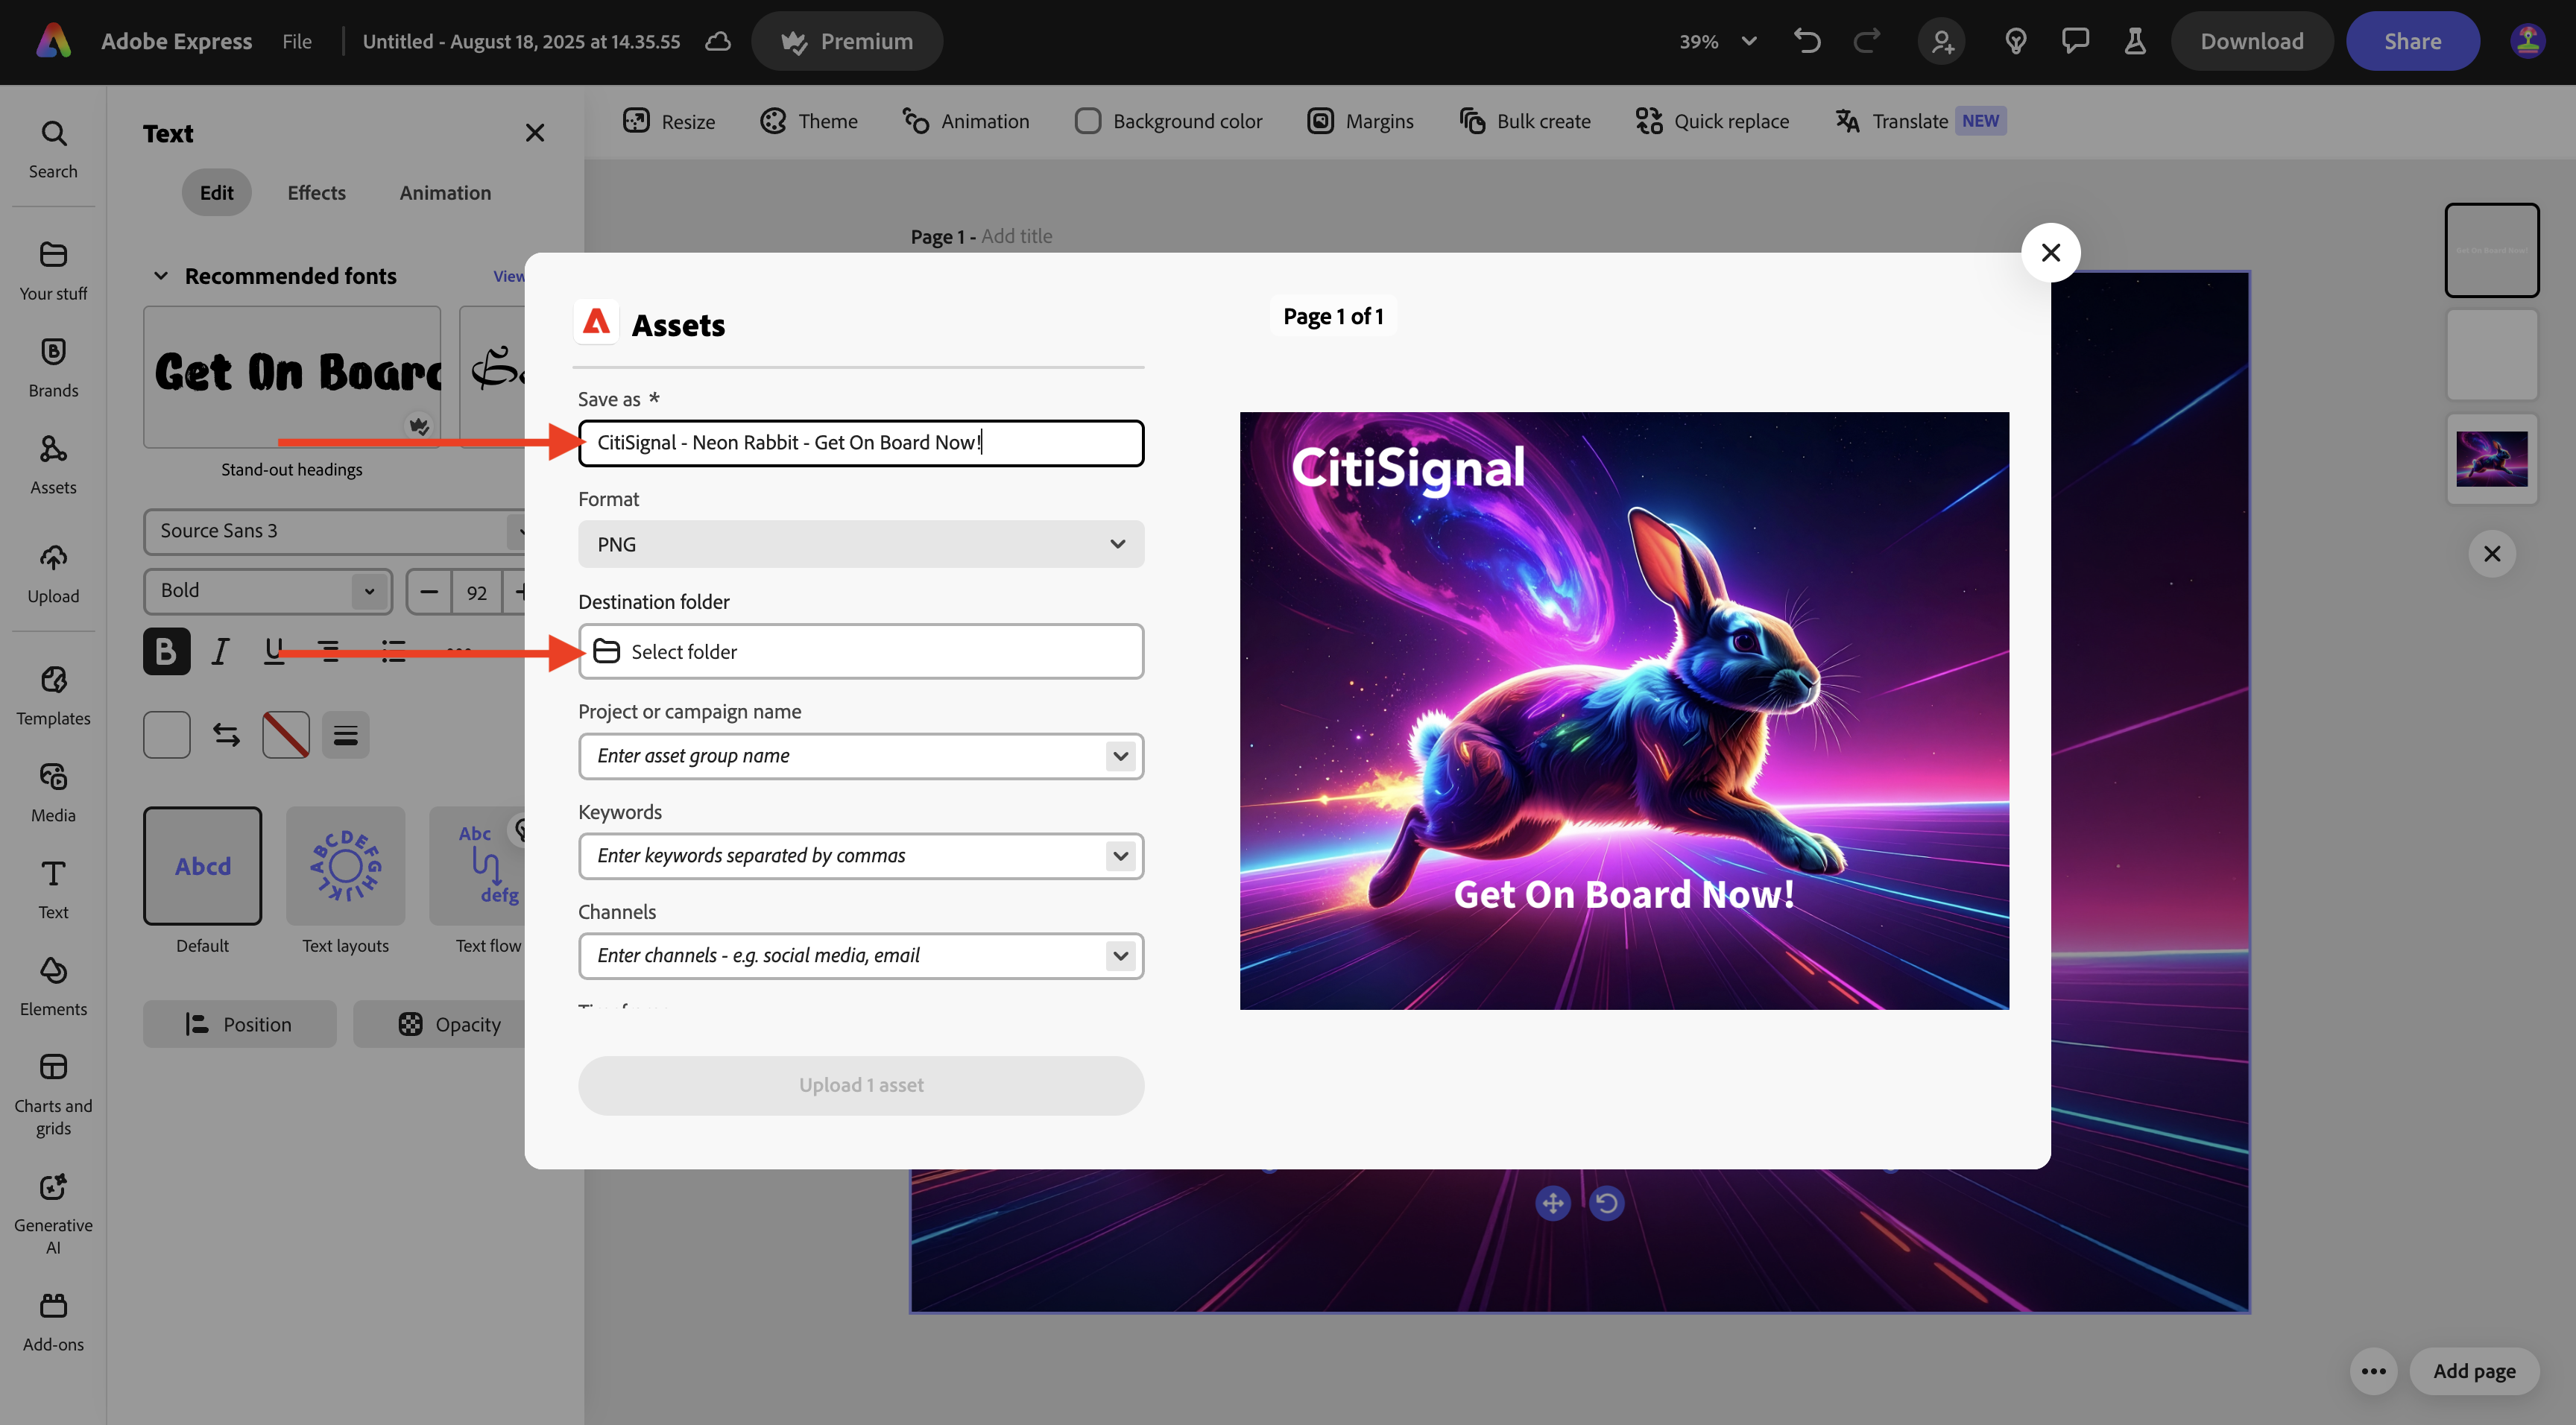 Adobe Express File Untitled - August 18, 2025 at 14.35.55 Premium 39% Download Share
Search
Your stuff
Brands
Assets
Upload
Templates
Media
Text
Elements
Charts and
grids
Generative
AI
Add-ons
Text
Edit Effects Animation
Recommended fonts View
Get On Board
Stand-out headings
Source Sans 3
Bold 92
B I U
Abcd
ABCDEFGHIJKL
Abc
defg
Default Text layouts Text flow
Position Opacity
Resize Theme Animation Background color Margins Bulk create Quick replace Translate NEW
Page 1 - Add title
Assets
Save as *
CitiSignal - Neon Rabbit - Get On Board Now!
Format
PNG
Destination folder
Select folder
Project or campaign name
Enter asset group name
Keywords
Enter keywords separated by commas
Channels
Enter channels - e.g. social media, email
Upload 1 asset
Page 1 of 1
CitiSignal
Get On Board Now!
Get On Board Now!
Add page